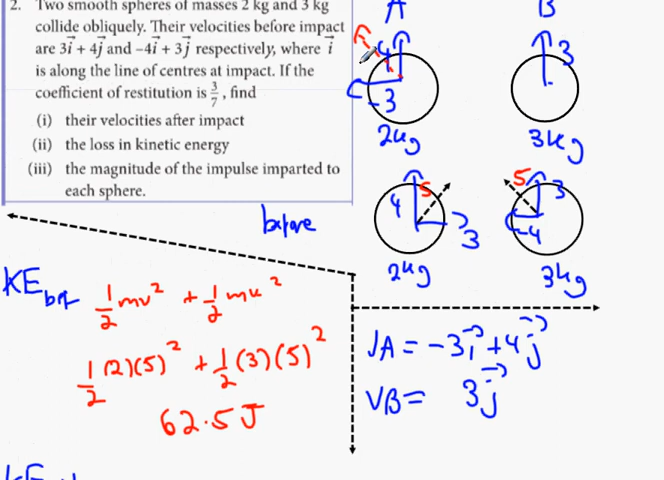 2. Two smooth spheres of masses 2 kg and 3 kg
collide obliquely. Their velocities before impact
are 3i⃗ + 4j⃗ and −4i⃗ + 3j⃗ respectively, where i⃗
is along the line of centres at impact. If the
coefficient of restitution is 3/7, find
(i) their velocities after impact
(ii) the loss in kinetic energy
(iii) the magnitude of the impulse imparted to
each sphere.
A B
4 3
-3
2kg 3kg
before
4 5 3 5 3 -4
2kg 3kg
KE bef 1/2 mv² + 1/2 mu²
1/2 (2)(5)² + 1/2 (3)(5)²
62.5 J
VA = -3i⃗ + 4j⃗
VB = 3j⃗